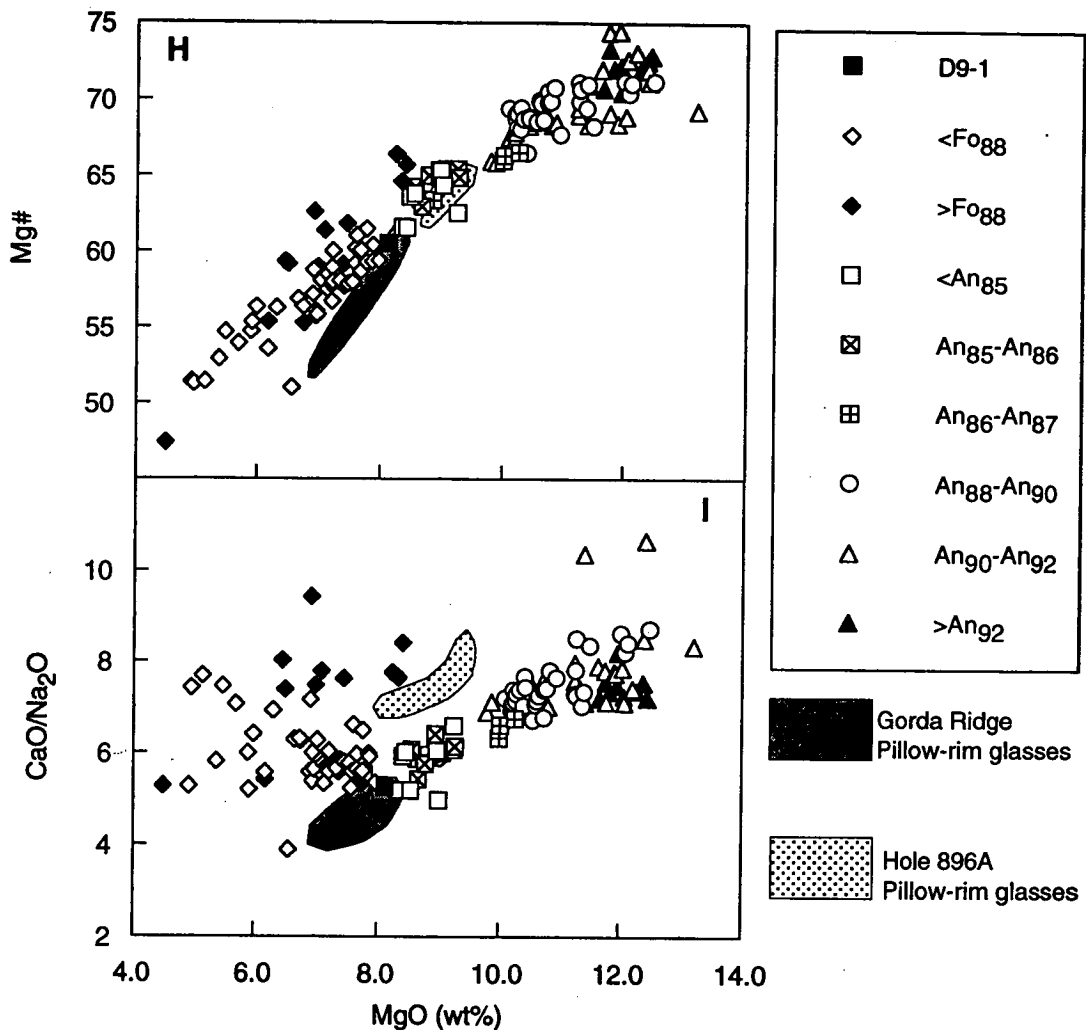 H
75
70
65
60
55
50
Mg#
I
10
8
6
4
2
CaO/Na2O
4.0 6.0 8.0 10.0 12.0 14.0
MgO (wt%)
D9-1
<Fo88
>Fo88
<An85
An85-An86
An86-An87
An88-An90
An90-An92
>An92
Gorda Ridge
Pillow-rim glasses
Hole 896A
Pillow-rim glasses